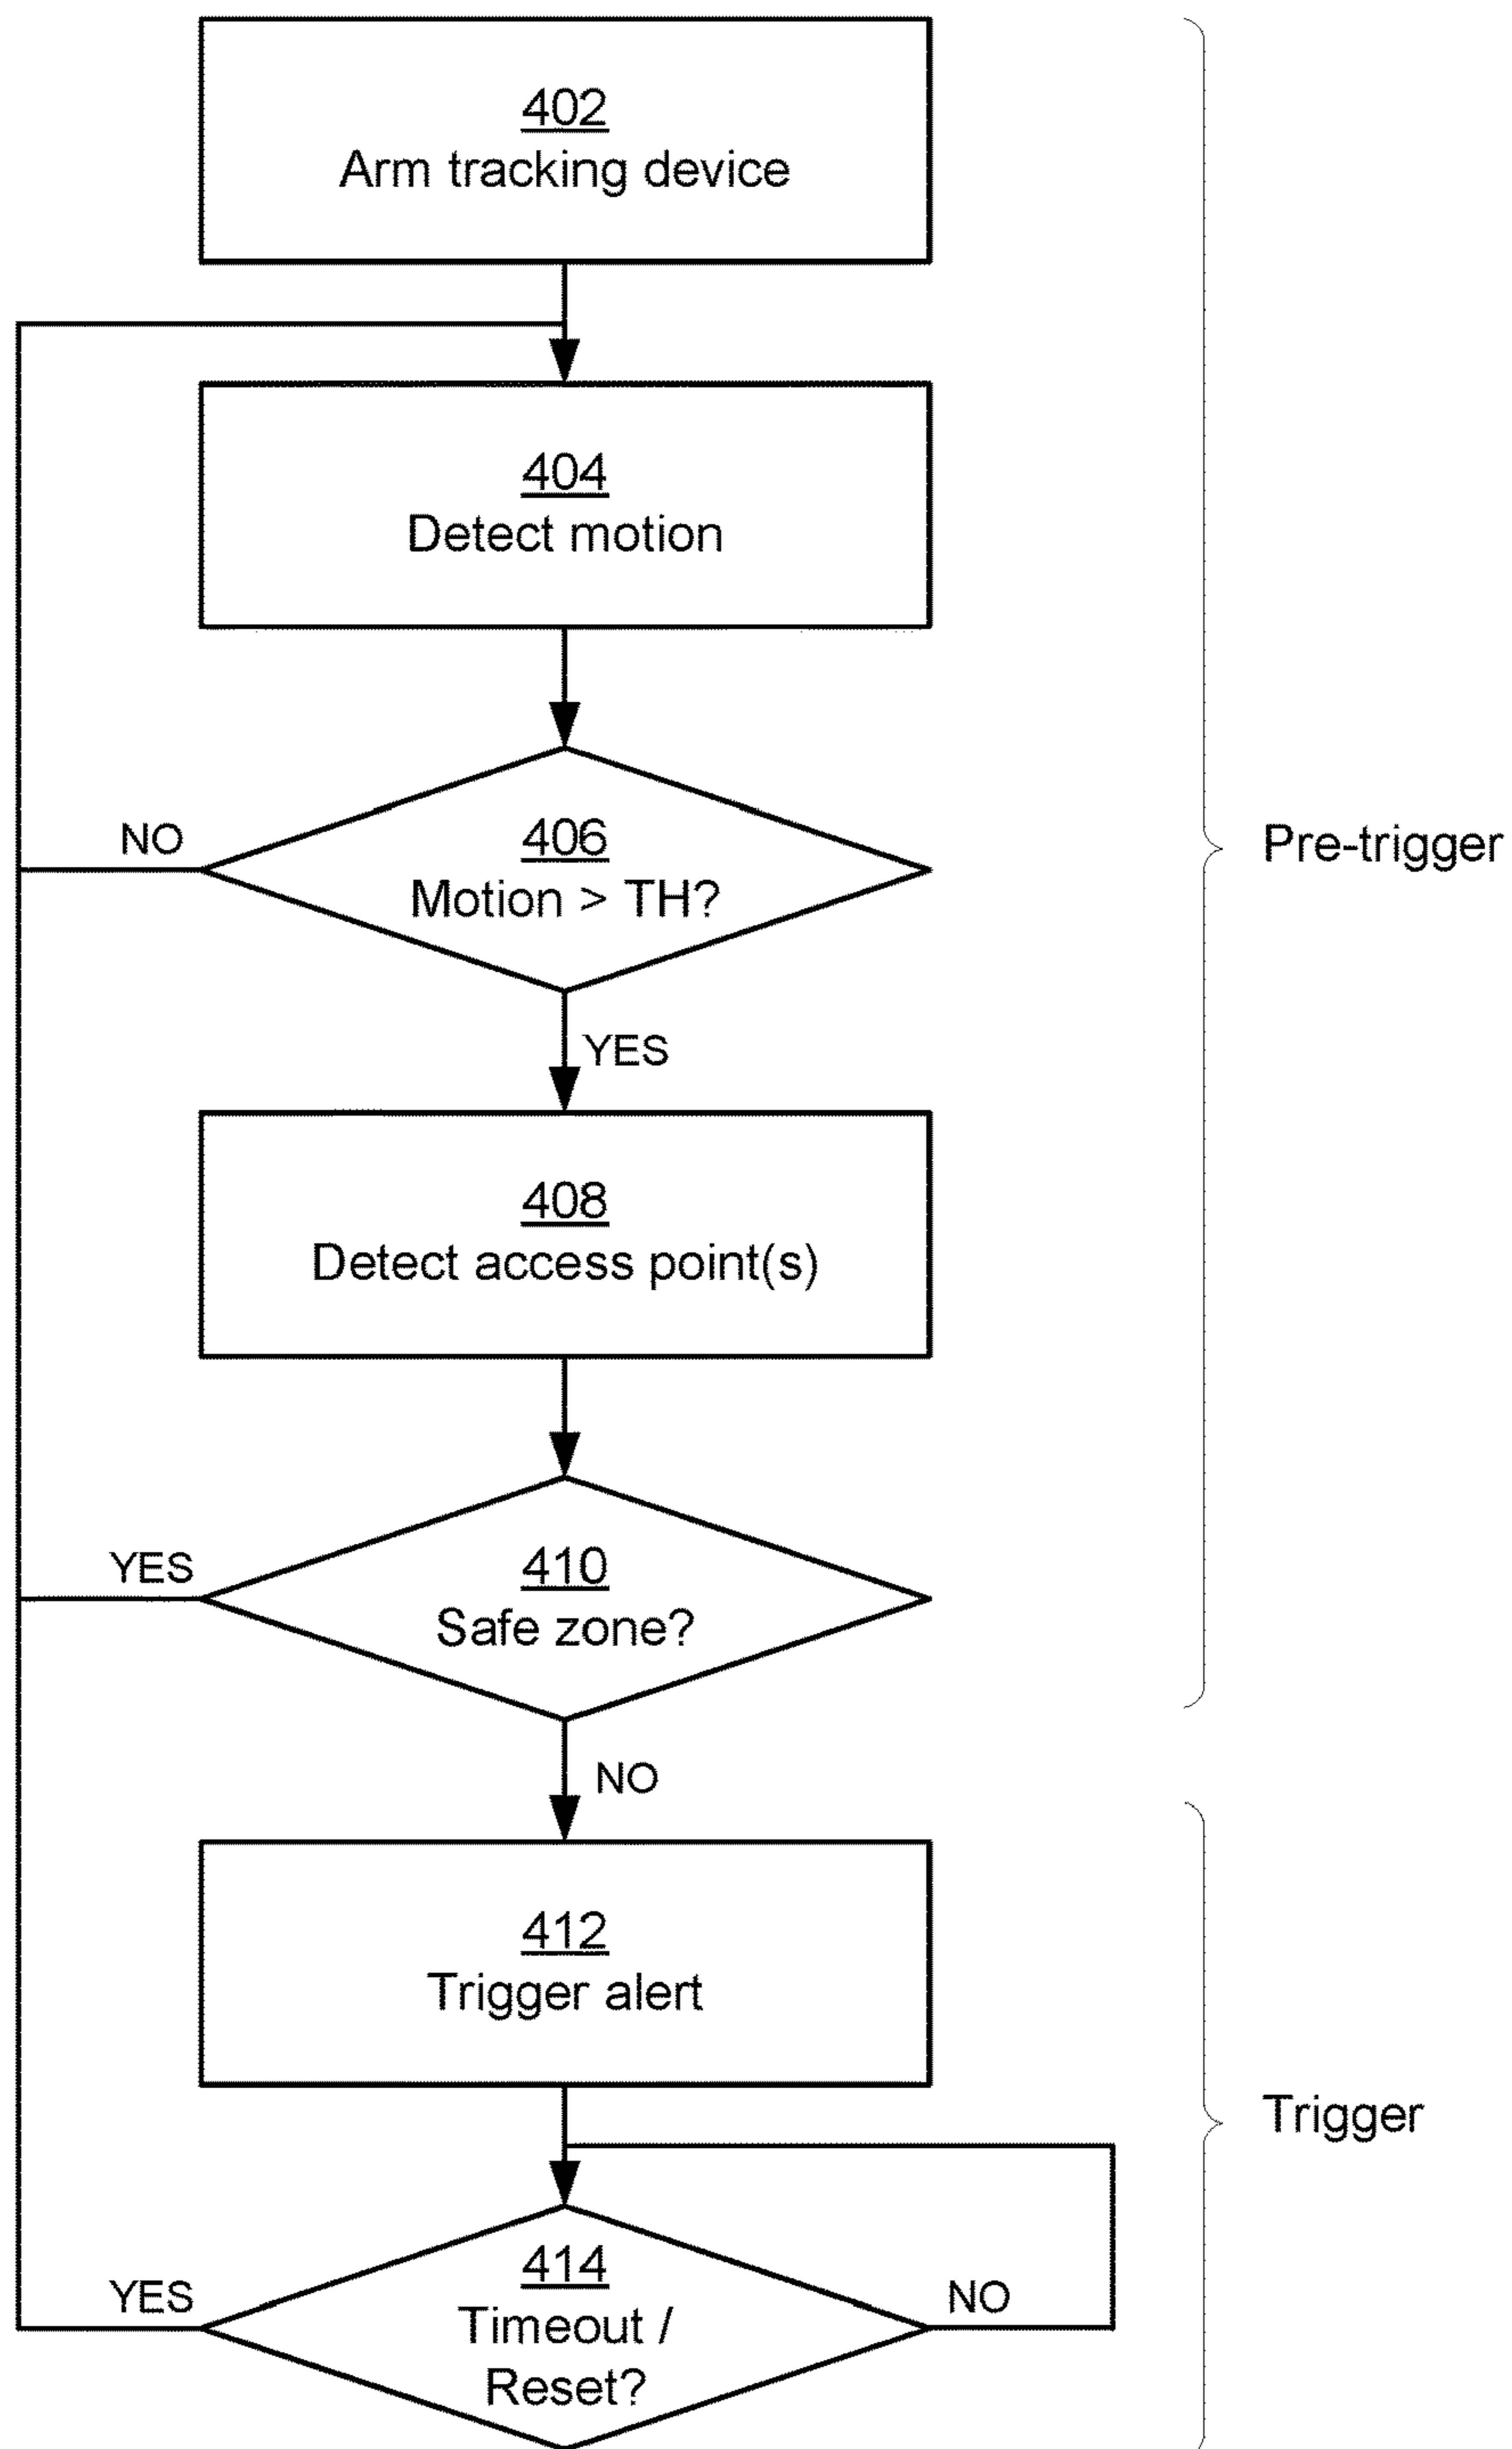 402
Arm tracking device
404
Detect motion
NO
406
Motion > TH?
Pre-trigger
YES
408
Detect access point(s)
YES
410
Safe zone?
NO
412
Trigger alert
Trigger
YES
414
Timeout /
Reset?
NO